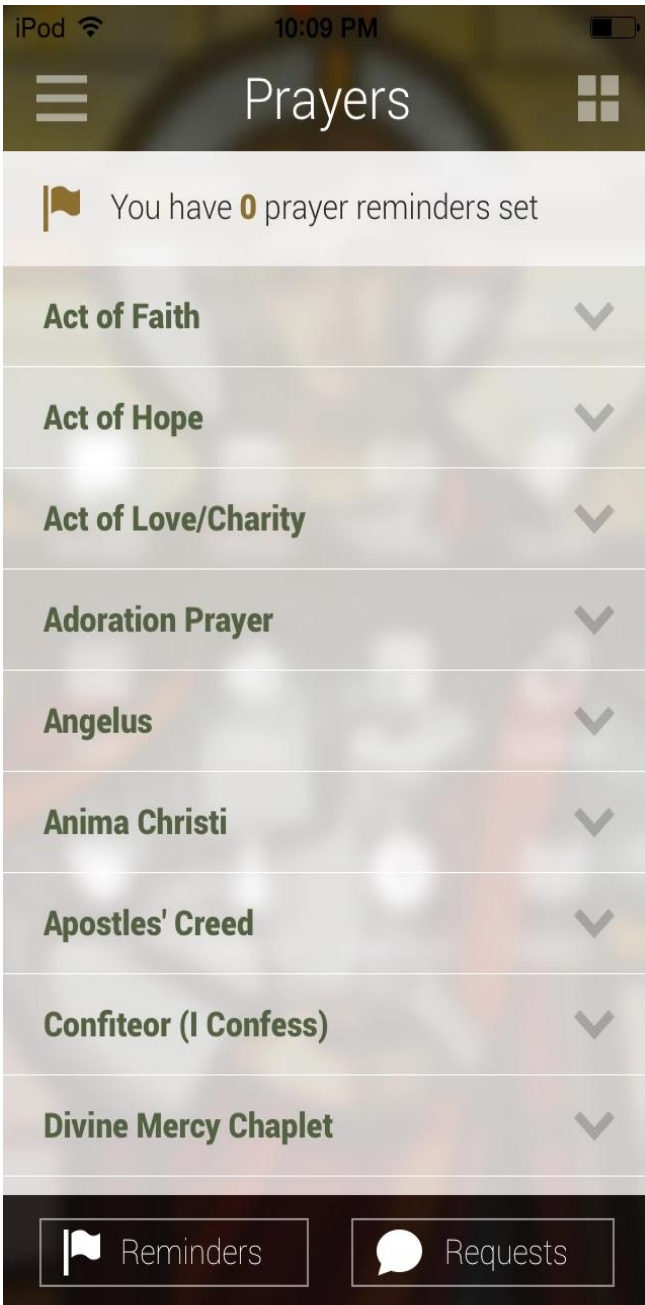 iPod 10:09 PM
Prayers
You have 0 prayer reminders set
Act of Faith
Act of Hope
Act of Love/Charity
Adoration Prayer
Angelus
Anima Christi
Apostles' Creed
Confiteor (I Confess)
Divine Mercy Chaplet
Reminders Requests